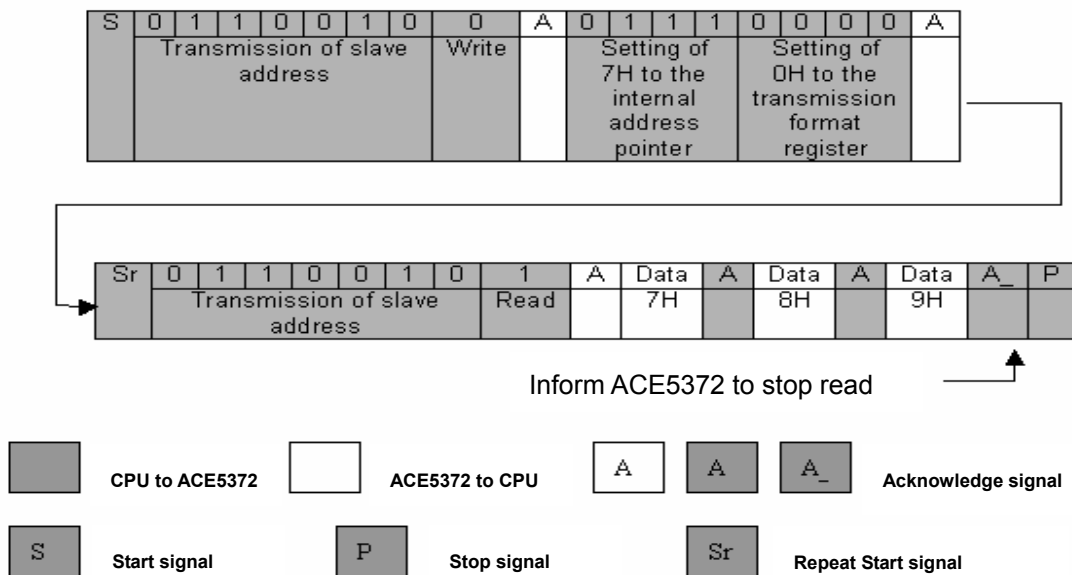 S 0 1 1 0 0 1 0 0 A 0 1 1 1 0 0 0 0 A
Transmission of slave address Write Setting of 7H to the internal address pointer Setting of 0H to the transmission format register
Sr 0 1 1 0 0 1 0 1 A Data A Data A Data A_ P
Transmission of slave address Read 7H 8H 9H
Inform ACE5372 to stop read
CPU to ACE5372 ACE5372 to CPU A A A_ Acknowledge signal
S Start signal P Stop signal Sr Repeat Start signal